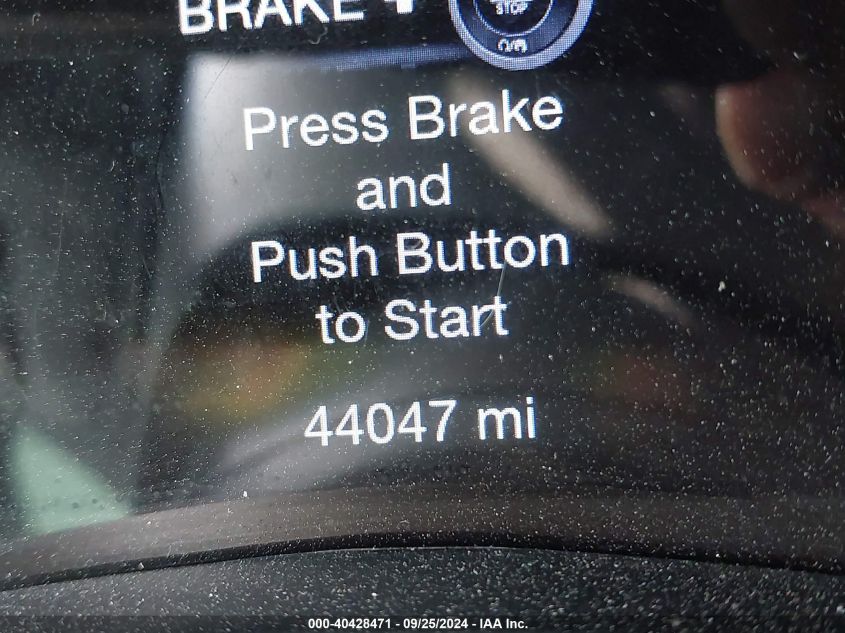 BRAKE +
STOP
Press Brake
and
Push Button
to Start
44047 mi
000-40428471 - 09/25/2024 - IAA Inc.